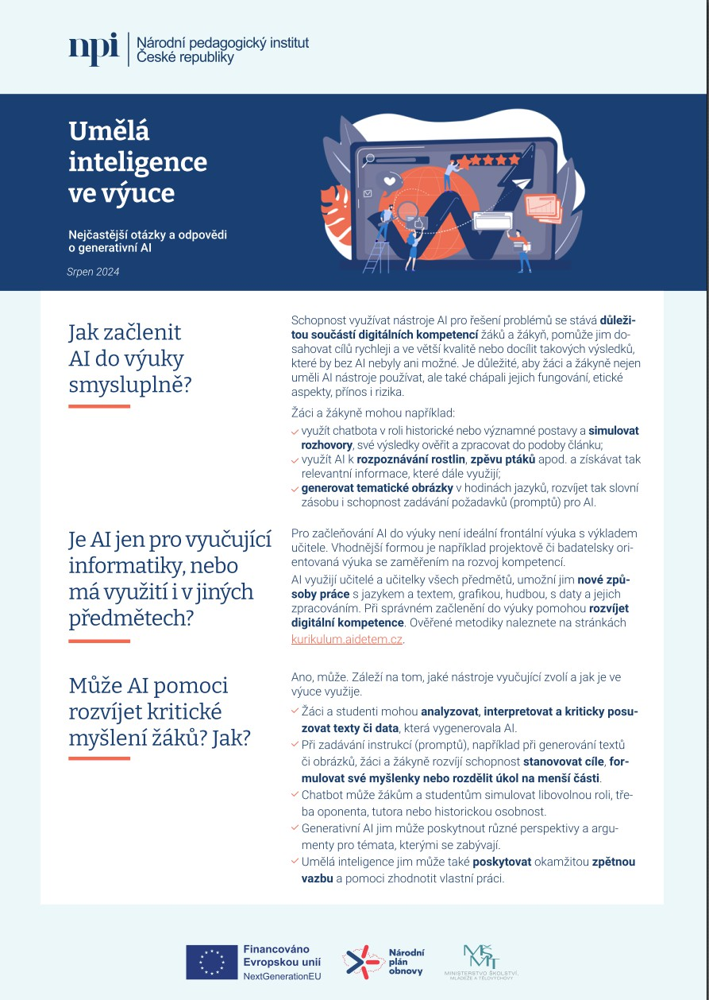 npi
Národní pedagogický institut
České republiky
Umělá
inteligence
ve výuce
Nejčastější otázky a odpovědi
o generativní AI
Srpen 2024
Jak začlenit
AI do výuky
smysluplně?
Schopnost využívat nástroje AI pro řešení problémů se stává důleži-
tou součástí digitálních kompetencí žáků a žákyň, pomůže jim do-
sahovat cílů rychleji a ve větší kvalitě nebo docílit takových výsledků,
které by bez AI nebyly ani možné. Je důležité, aby žáci a žákyně nejen
uměli AI nástroje používat, ale také chápali jejich fungování, etické
aspekty, přínos i rizika.
Žáci a žákyně mohou například:
využít chatbota v roli historické nebo významné postavy a simulovat
rozhovory, své výsledky ověřit a zpracovat do podoby článku;
využít AI k rozpoznávání rostlin, zpěvu ptáků apod. a získávat tak
relevantní informace, které dále využijí;
generovat tematické obrázky v hodinách jazyků, rozvíjet tak slovní
zásobu i schopnost zadávání požadavků (promptů) pro AI.
Je AI jen pro vyučující
informatiky, nebo
má využití i v jiných
předmětech?
Pro začleňování AI do výuky není ideální frontální výuka s výkladem
učitele. Vhodnější formou je například projektově či badatelsky ori-
entovaná výuka se zaměřením na rozvoj kompetencí.
AI využijí učitelé a učitelky všech předmětů, umožní jim nové způ-
soby práce s jazykem a textem, grafikou, hudbou, s daty a jejich
zpracováním. Při správném začlenění do výuky pomohou rozvíjet
digitální kompetence. Ověřené metodiky naleznete na stránkách
kurikulum.aidetem.cz.
Může AI pomoci
rozvíjet kritické
myšlení žáků? Jak?
Ano, může. Záleží na tom, jaké nástroje vyučující zvolí a jak je ve
výuce využije.
Žáci a studenti mohou analyzovat, interpretovat a kriticky posu-
zovat texty či data, která vygenerovala AI.
Při zadávání instrukcí (promptů), například při generování textů
či obrázků, žáci a žákyně rozvíjí schopnost stanovovat cíle, for-
mulovat své myšlenky nebo rozdělit úkol na menší části.
Chatbot může žákům a studentům simulovat libovolnou roli, tře-
ba oponenta, tutora nebo historickou osobnost.
Generativní AI jim může poskytnout různé perspektivy a argu-
menty pro témata, kterými se zabývají.
Umělá inteligence jim může také poskytovat okamžitou zpětnou
vazbu a pomoci zhodnotit vlastní práci.
Financováno
Evropskou unií
NextGenerationEU
Národní
plán
obnovy
MŠMT
MINISTERSTVO ŠKOLSTVÍ,
MLÁDEŽE A TĚLOVÝCHOVY